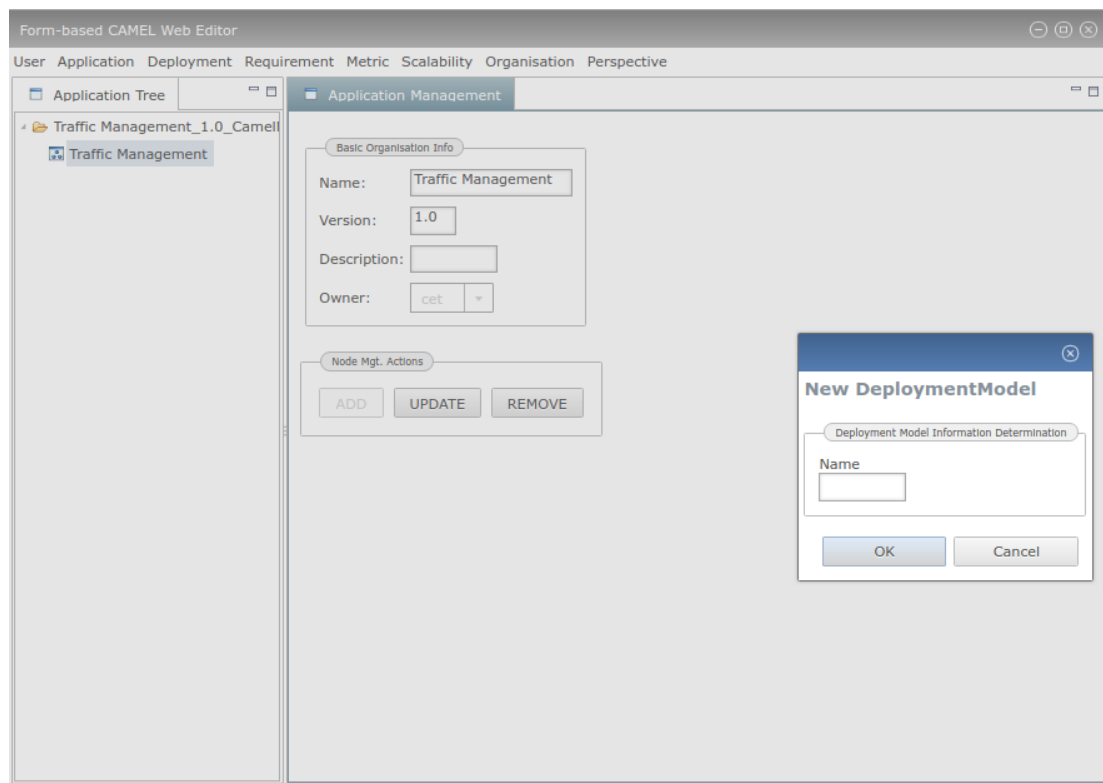 Form-based CAMEL Web Editor
User Application Deployment Requirement Metric Scalability Organisation Perspective
Application Tree
Traffic Management_1.0_Camell
Traffic Management
Application Management
Basic Organisation Info
Name: Traffic Management
Version: 1.0
Description:
Owner: cet
Node Mgt. Actions
ADD UPDATE REMOVE
New DeploymentModel
Deployment Model Information Determination
Name
OK Cancel